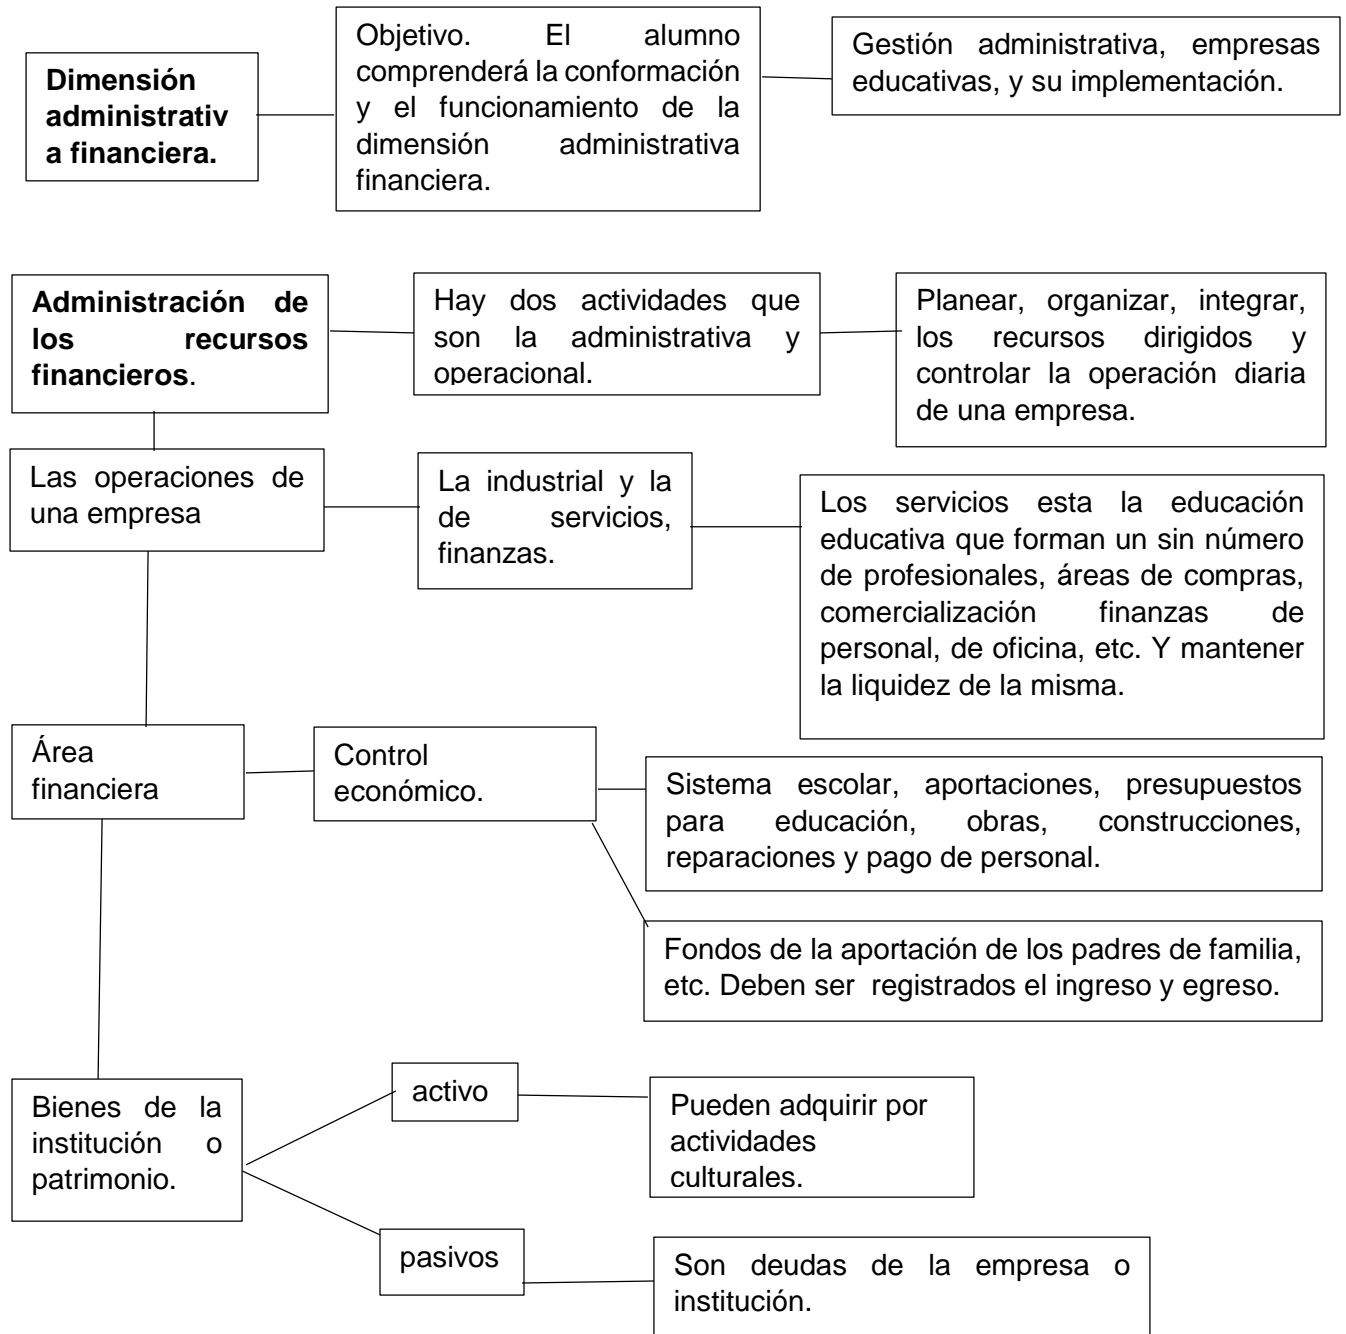 Dimensión
administrativ
a financiera.
Objetivo. El alumno
comprenderá la conformación
y el funcionamiento de la
dimensión administrativa
financiera.
Gestión administrativa, empresas
educativas, y su implementación.
Administración de
los recursos
financieros.
Hay dos actividades que
son la administrativa y
operacional.
Planear, organizar, integrar,
los recursos dirigidos y
controlar la operación diaria
de una empresa.
Las operaciones de
una empresa
La industrial y la
de servicios,
finanzas.
Los servicios esta la educación
educativa que forman un sin número
de profesionales, áreas de compras,
comercialización finanzas de
personal, de oficina, etc. Y mantener
la liquidez de la misma.
Área
financiera
Control
económico.
Sistema escolar, aportaciones, presupuestos
para educación, obras, construcciones,
reparaciones y pago de personal.
Fondos de la aportación de los padres de familia,
etc. Deben ser registrados el ingreso y egreso.
Bienes de la
institución o
patrimonio.
activo
Pueden adquirir por
actividades
culturales.
pasivos
Son deudas de la empresa o
institución.